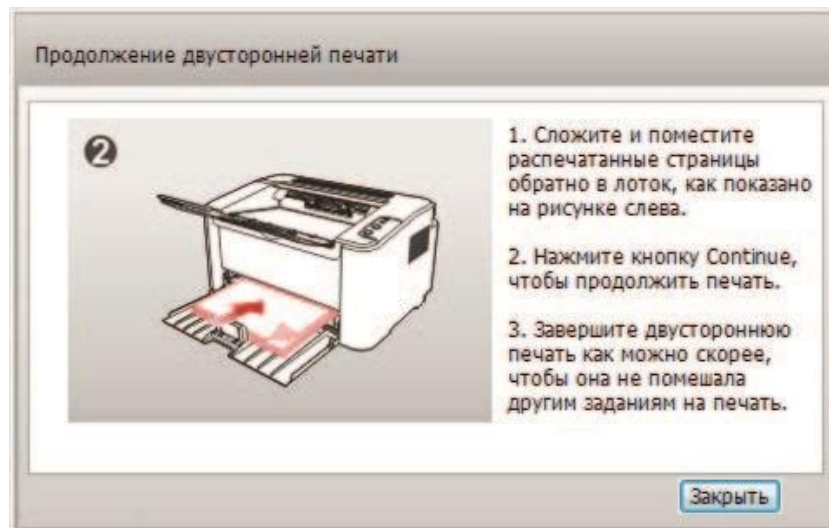 Продолжение двусторонней печати
2
1. Сложите и поместите
распечатанные страницы
обратно в лоток, как показано
на рисунке слева.
2. Нажмите кнопку Continue,
чтобы продолжить печать.
3. Завершите двустороннюю
печать как можно скорее,
чтобы она не помешала
другим заданиям на печать.
Закрыть